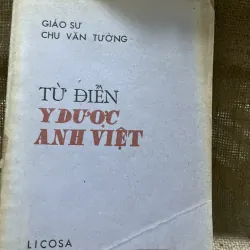 GIÁO SƯ
CHU VĂN TƯỜNG
TỪ ĐIỂN
Y DƯỢC
ANH VIỆT
LICOSA